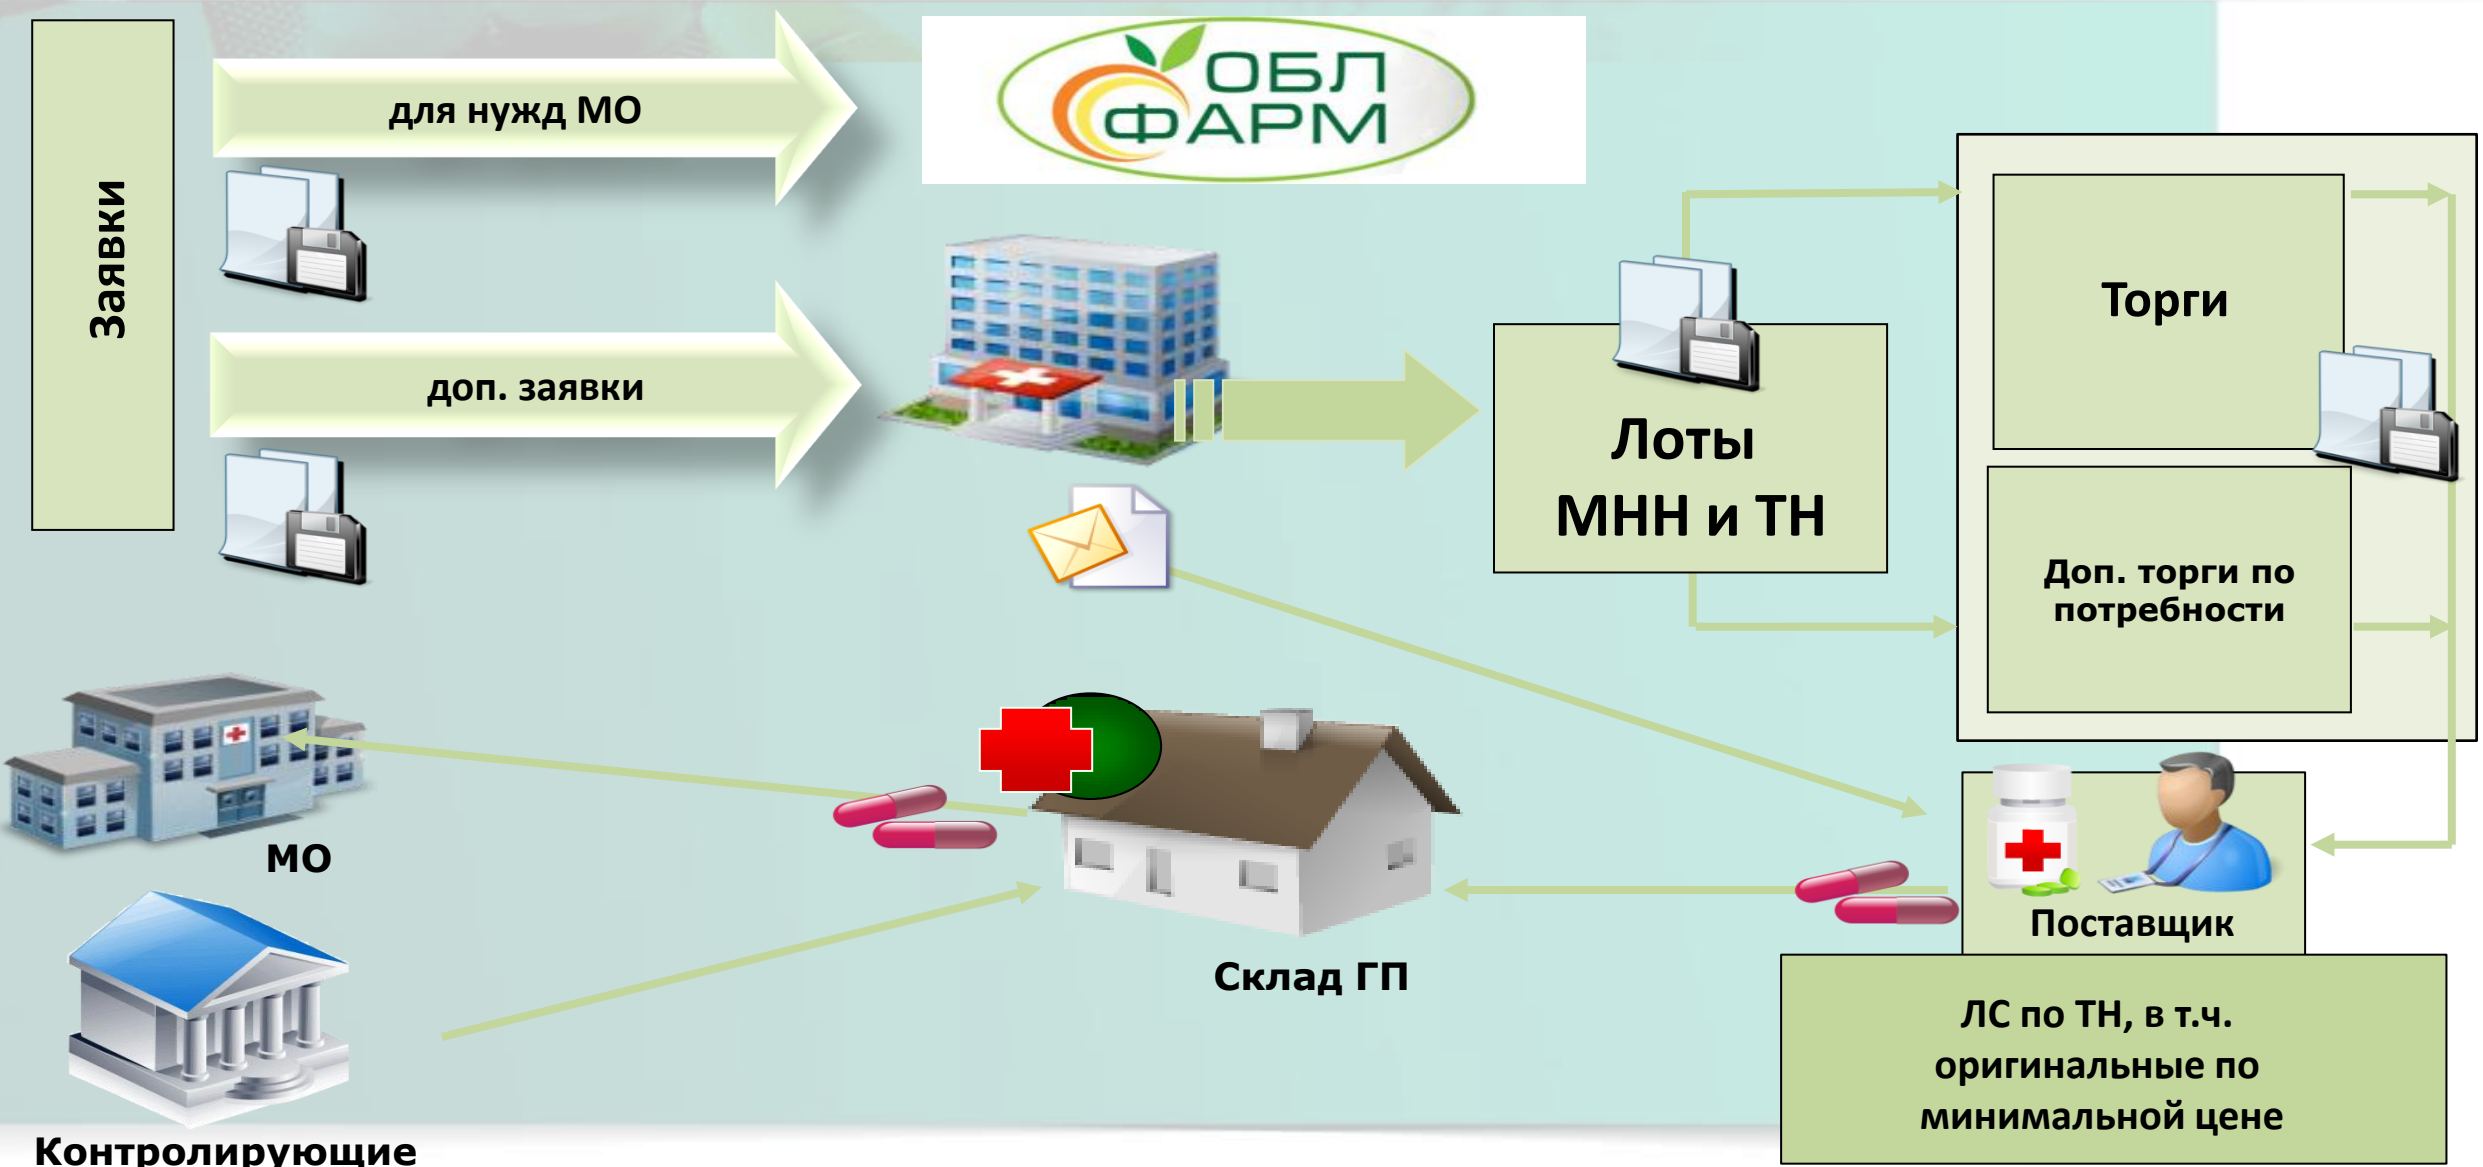 Заявки
для нужд МО
доп. заявки
ОБЛ
ФАРМ
Лоты
МНН и ТН
Торги
Доп. торги по
потребности
МО
Склад ГП
Поставщик
ЛС по ТН, в т.ч.
оригинальные по
минимальной цене
Контролирующие